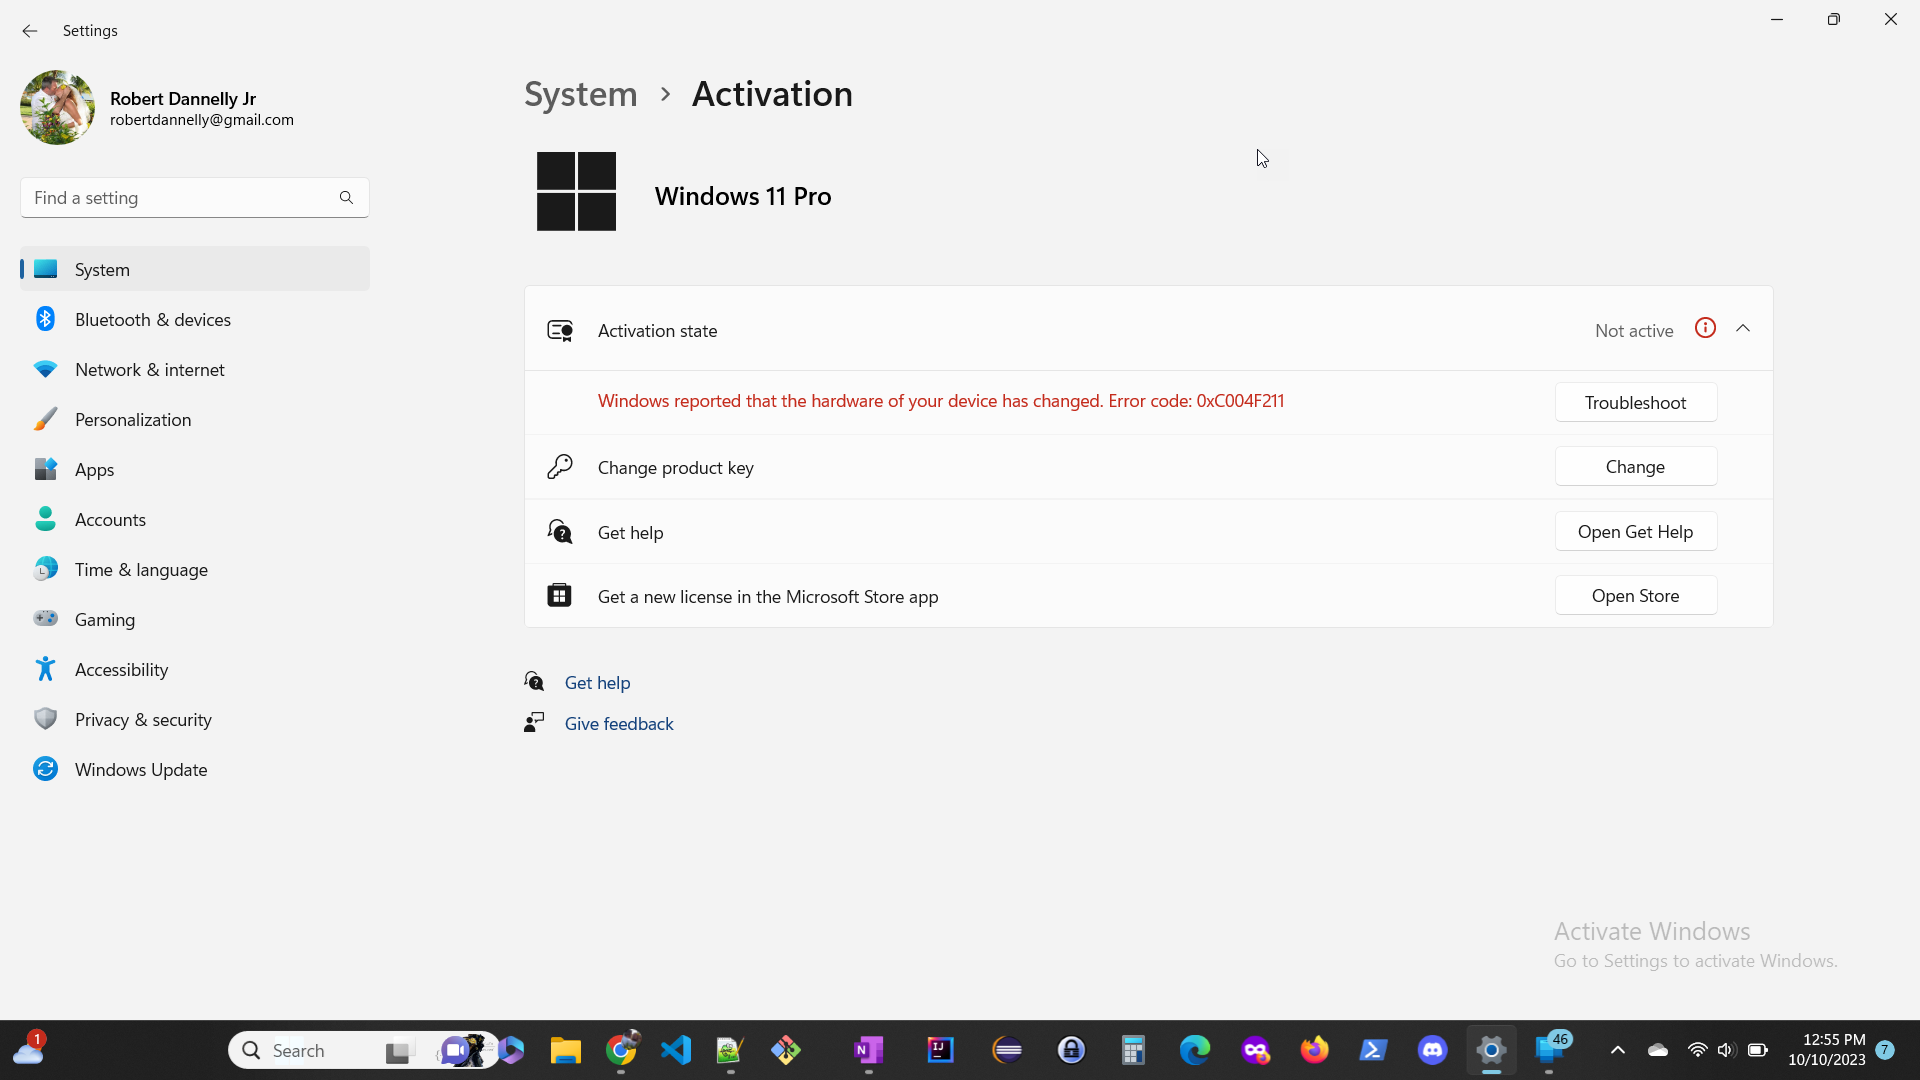 Settings
Robert Dannelly Jr
robertdannelly@gmail.com
Find a setting
System
Bluetooth & devices
Network & internet
Personalization
Apps
Accounts
Time & language
Gaming
Accessibility
Privacy & security
Windows Update
System > Activation
Windows 11 Pro
Activation state Not active
Windows reported that the hardware of your device has changed. Error code: 0xC004F211 Troubleshoot
Change product key Change
Get help Open Get Help
Get a new license in the Microsoft Store app Open Store
Get help
Give feedback
Activate Windows
Go to Settings to activate Windows.
1
Search
IJ
46
12:55 PM
10/10/2023
7